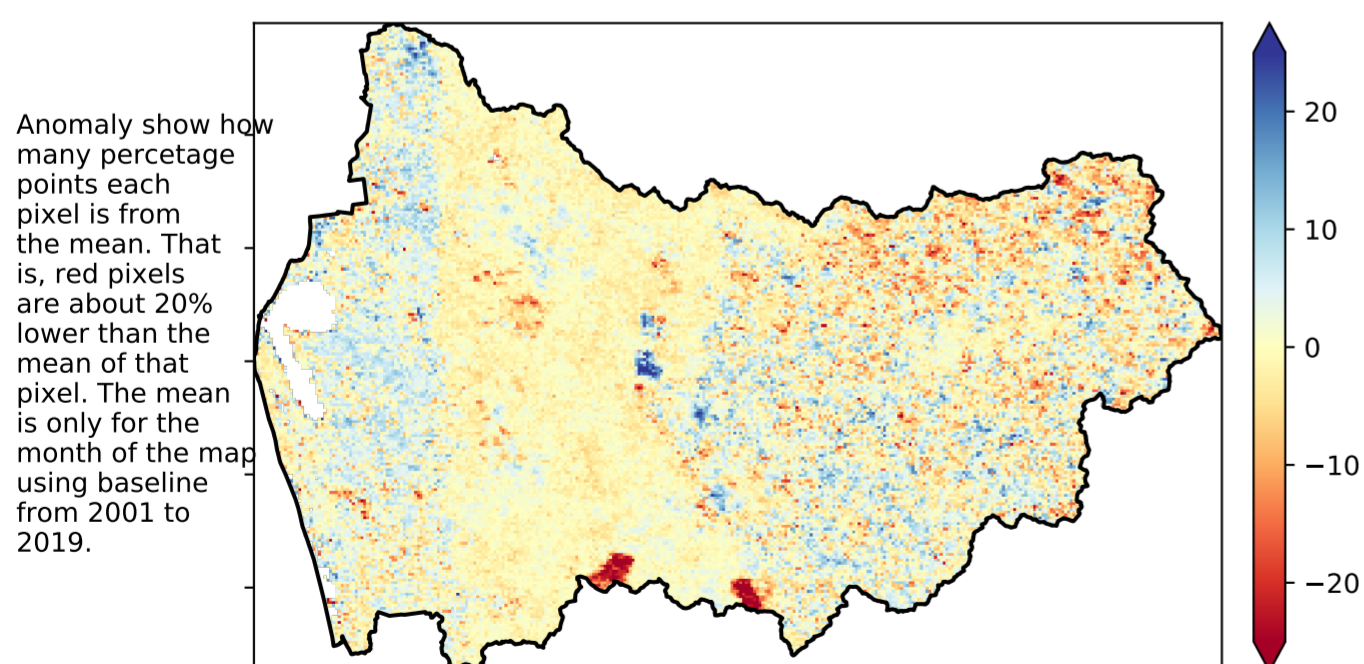 Anomaly show how
many percetage
points each
pixel is from
the mean. That
is, red pixels
are about 20%
lower than the
mean of that
pixel. The mean
is only for the
month of the map
using baseline
from 2001 to
2019.
20
10
0
−10
−20